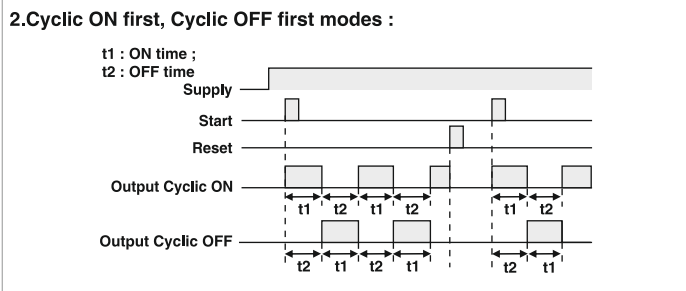 2.Cyclic ON first, Cyclic OFF first modes :
t1 : ON time ;
t2 : OFF time
Supply
Start
Reset
Output Cyclic ON
t1 t2 t1 t2 t1 t2
Output Cyclic OFF
t2 t1 t2 t1 t2 t1